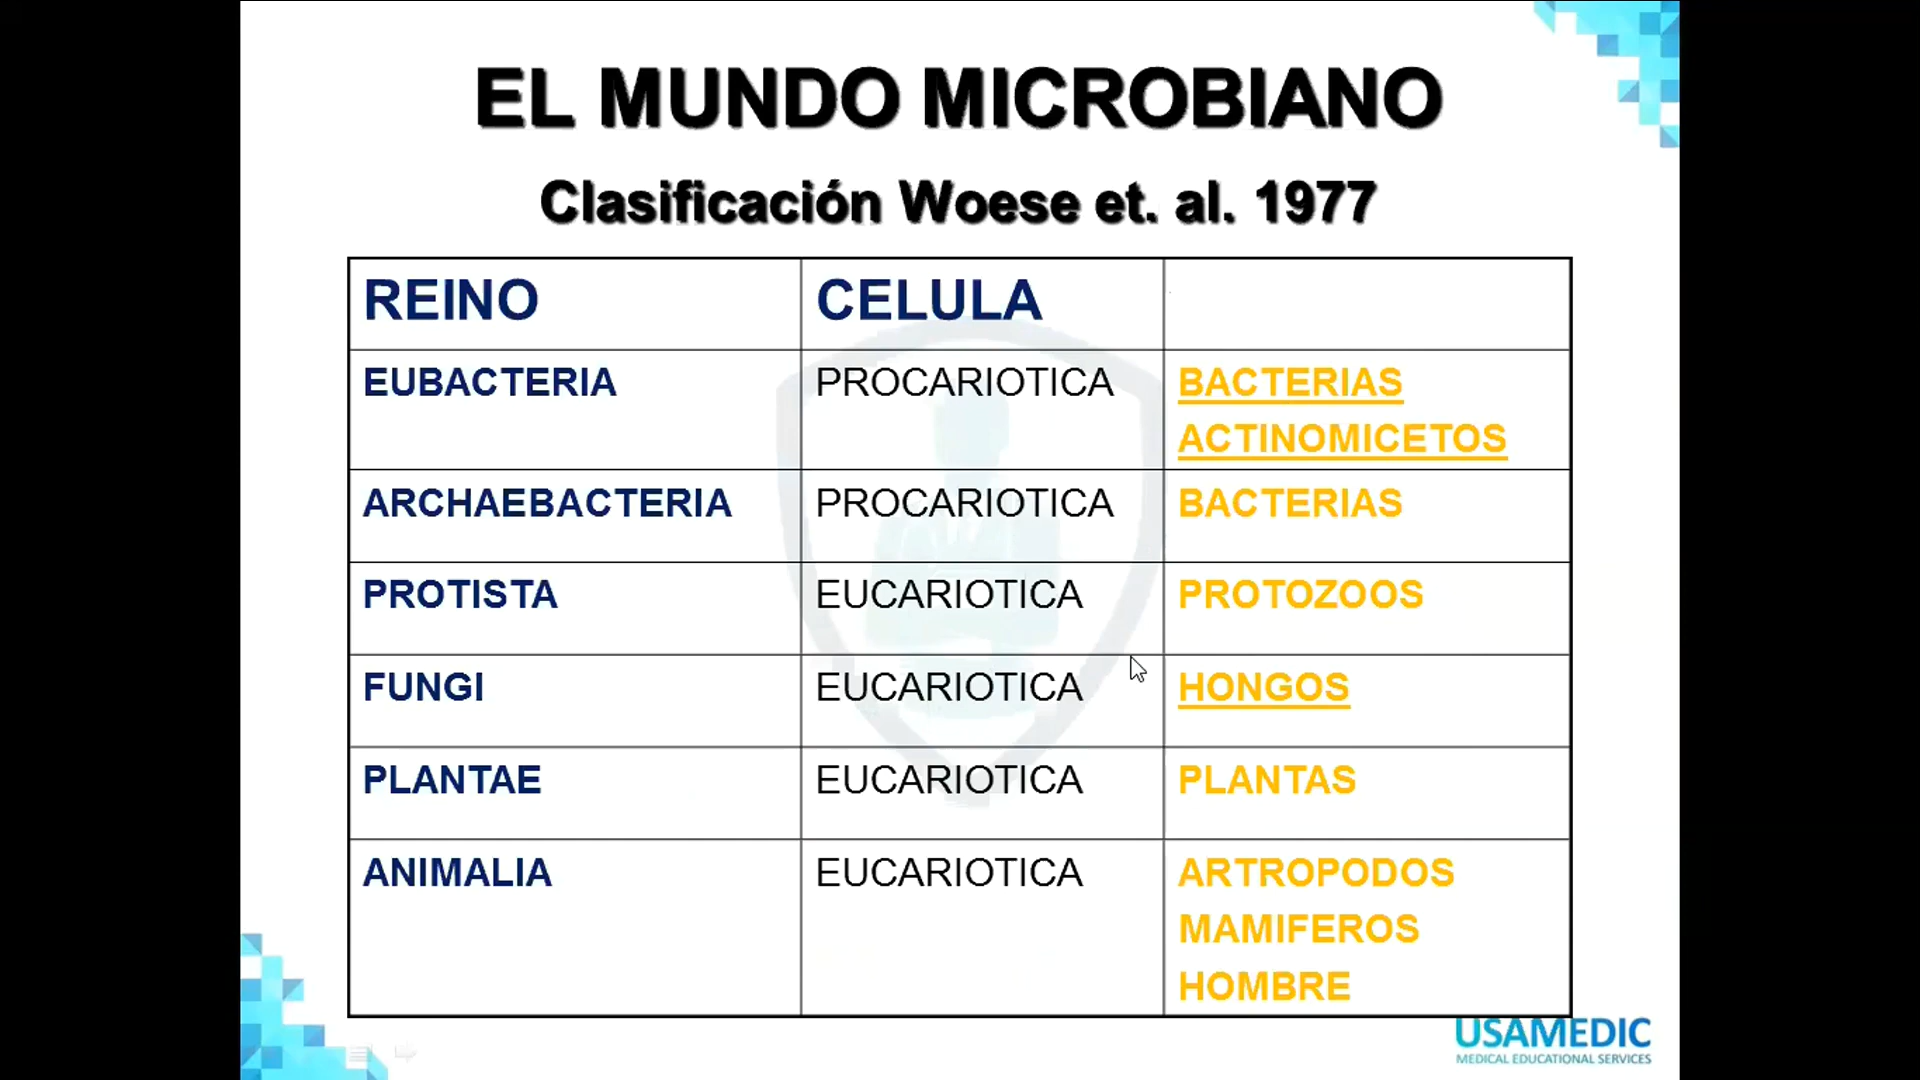 EL MUNDO MICROBIANO
Clasificación Woese et. al. 1977
REINO CELULA
EUBACTERIA PROCARIOTICA BACTERIAS
ACTINOMICETOS
ARCHAEBACTERIA PROCARIOTICA BACTERIAS
PROTISTA EUCARIOTICA PROTOZOOS
FUNGI EUCARIOTICA HONGOS
PLANTAE EUCARIOTICA PLANTAS
ANIMALIA EUCARIOTICA ARTROPODOS
MAMIFEROS
HOMBRE
USAMEDIC
MEDICAL EDUCATIONAL SERVICES